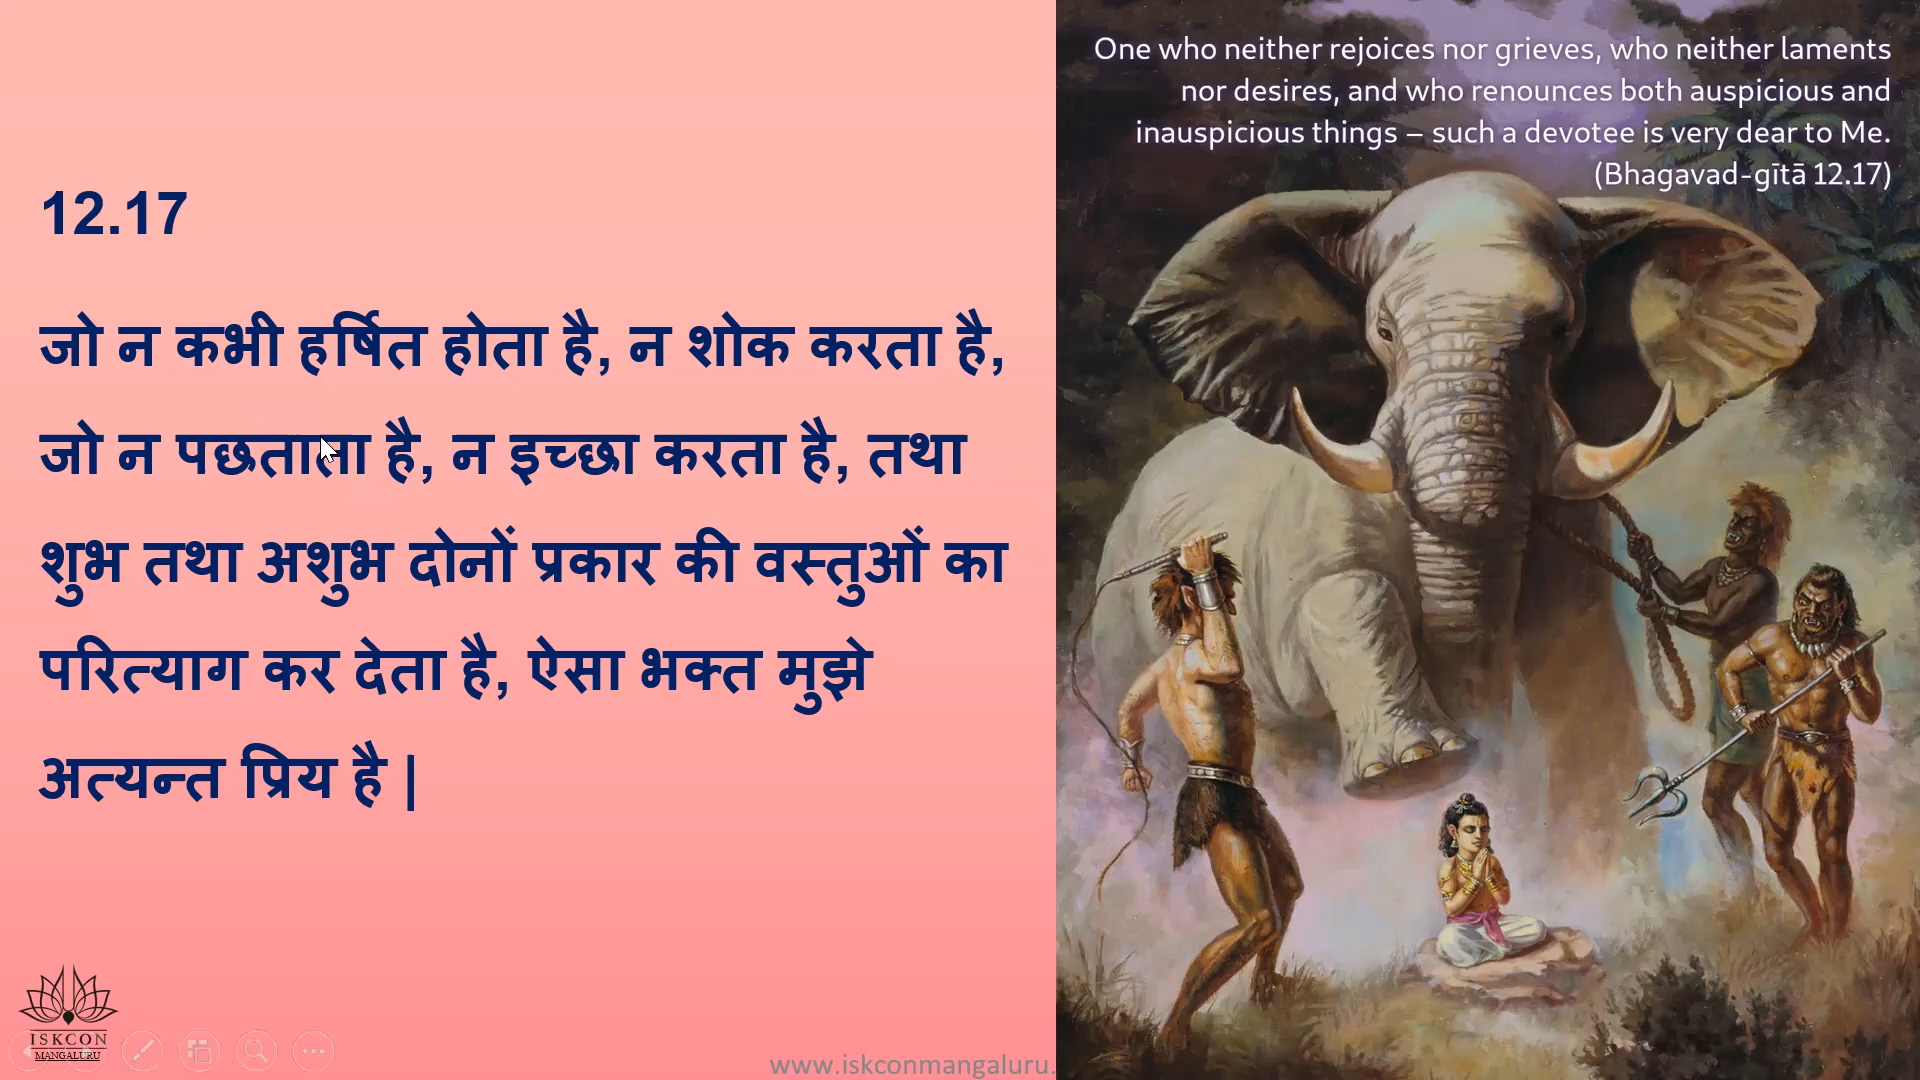 12.17
जो न कभी हर्षित होता है, न शोक करता है,
जो न पछताता है, न इच्छा करता है, तथा
शुभ तथा अशुभ दोनों प्रकार की वस्तुओं का
परित्याग कर देता है, ऐसा भक्त मुझे
अत्यन्त प्रिय है |
One who neither rejoices nor grieves, who neither laments
nor desires, and who renounces both auspicious and
inauspicious things – such a devotee is very dear to Me.
(Bhagavad-gītā 12.17)
ISKCON
MANGALURU
www.iskconmangaluru.